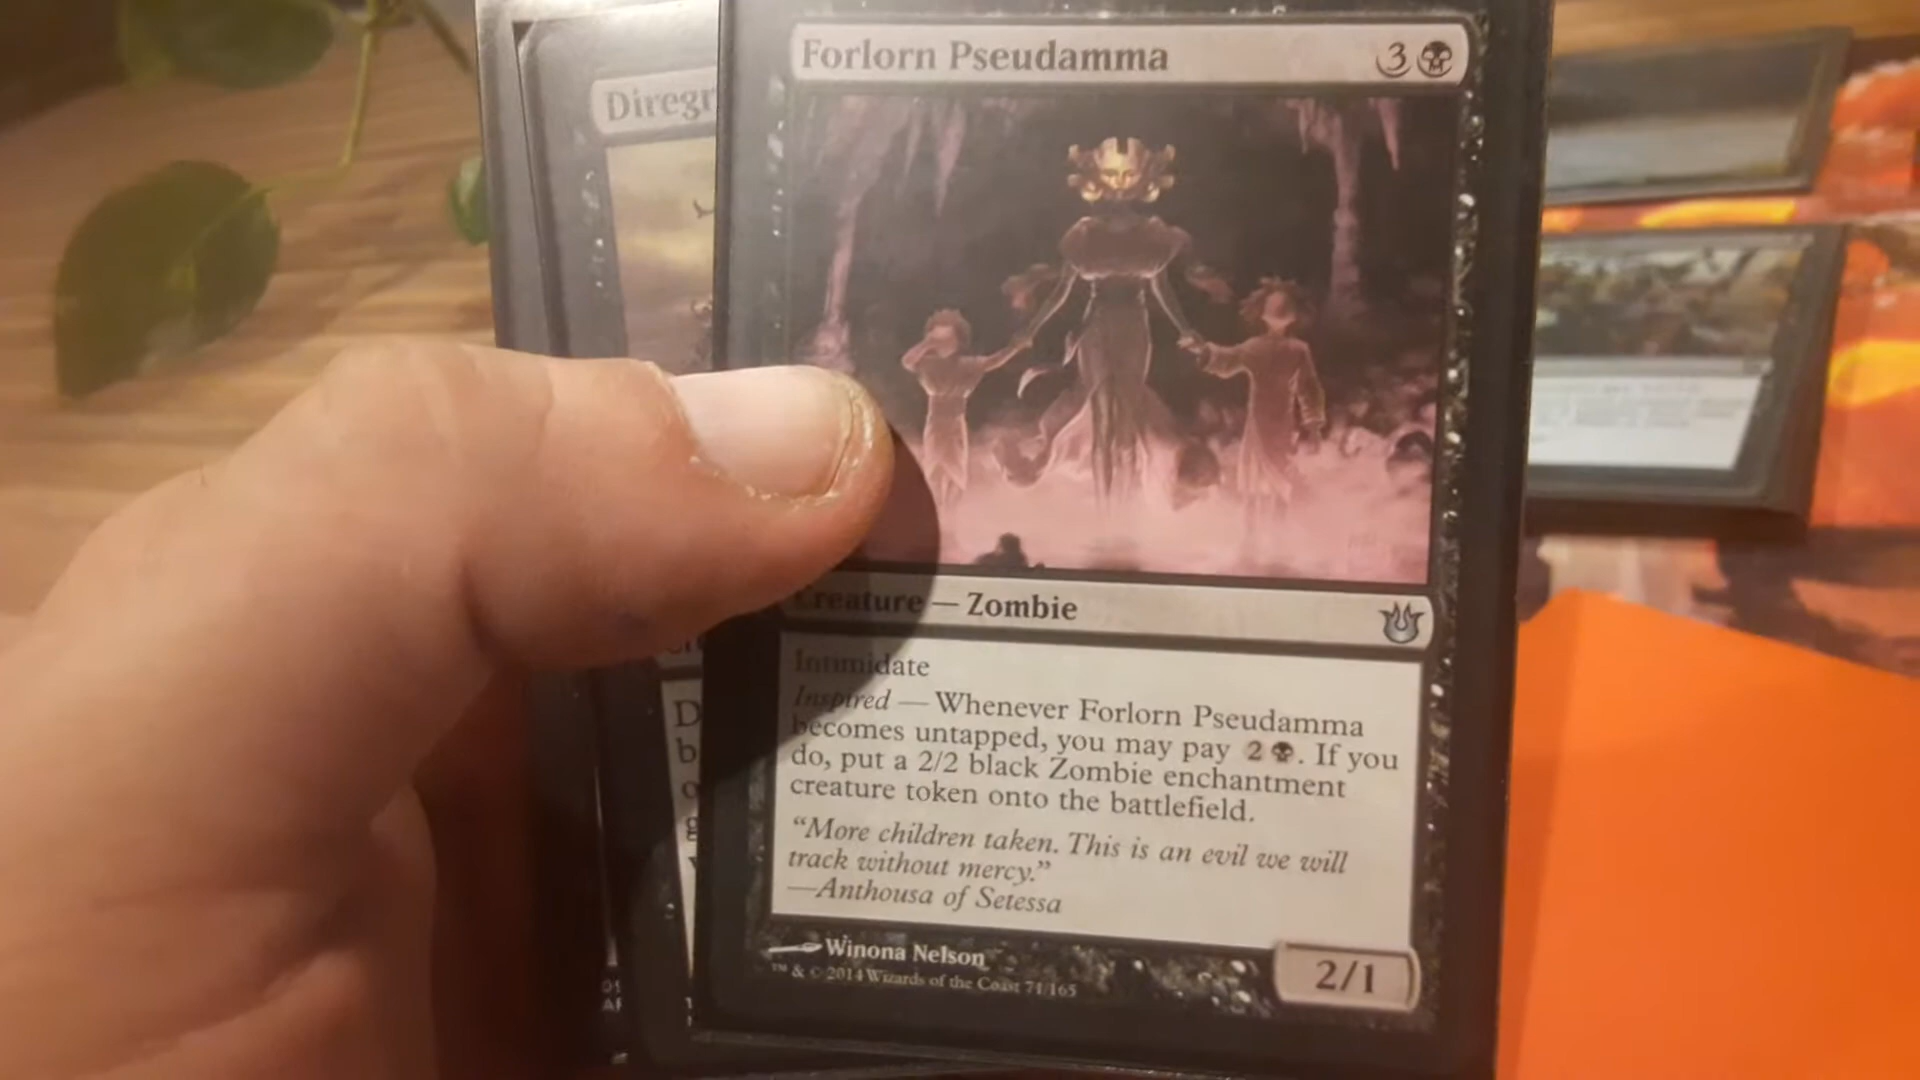 Forlorn Pseudamma 3
Diregr
Creature — Zombie
Intimidate
Inspired — Whenever Forlorn Pseudamma
becomes untapped, you may pay 2 . If you
do, put a 2/2 black Zombie enchantment
creature token onto the battlefield.
“More children taken. This is an evil we will
track without mercy.”
—Anthousa of Setessa
Winona Nelson
™ & © 2014 Wizards of the Coast 71/165
2/1